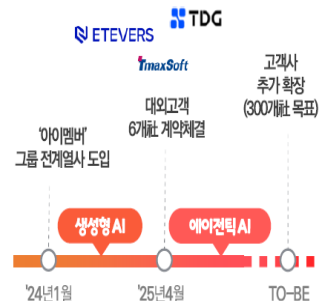 TDG
ETEVERS
TmaxSoft
고객사
추가 확장
(300개社 목표)
대외고객
6개社 계약체결
'아이멤버'
그룹 전계열사 도입
생성형 AI
에이전틱 AI
'24년1월
'25년4월
TO-BE